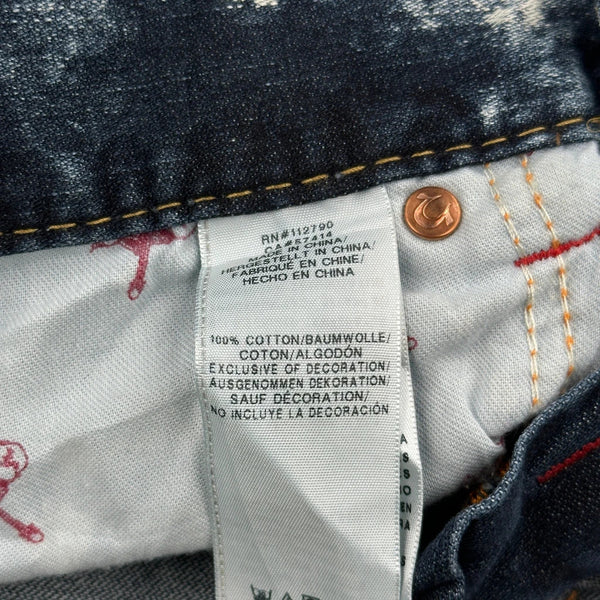 RN#112790
CA#57414
MADE IN CHINA/
HERGESTELLT IN CHINA/
FABRIQUÉ EN CHINE/
HECHO EN CHINA
100% COTTON/BAUMWOLLE/
COTON/ALGODÓN
EXCLUSIVE OF DECORATION/
AUSGENOMMEN DEKORATION/
SAUF DÉCORATION/
NO INCLUYE LA DECORACIÓN